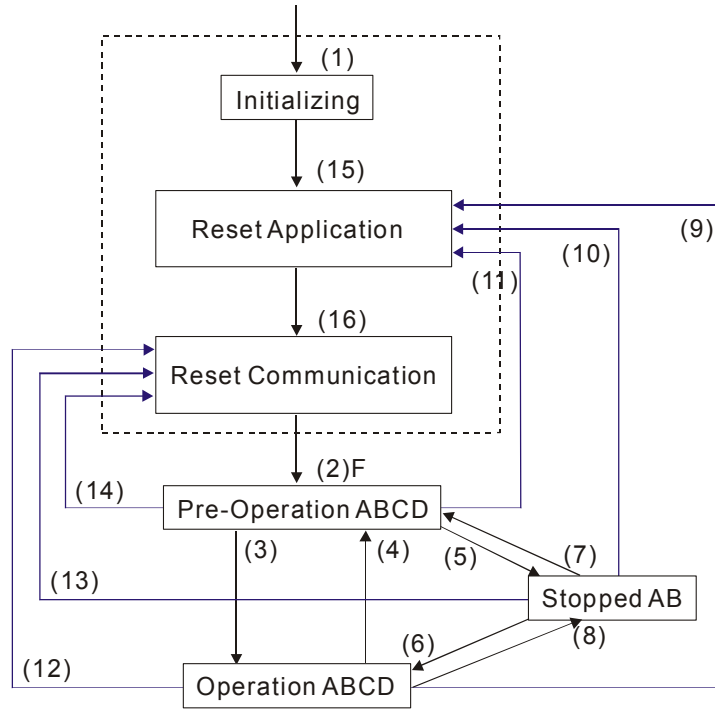 (1)
Initializing
(15)
Reset Application
(9)
(10)
(11)
(16)
Reset Communication
(2)F
(14)
Pre-Operation ABCD
(3)
(4)
(5)
(7)
(13)
Stopped AB
(6)
(8)
(12)
Operation ABCD